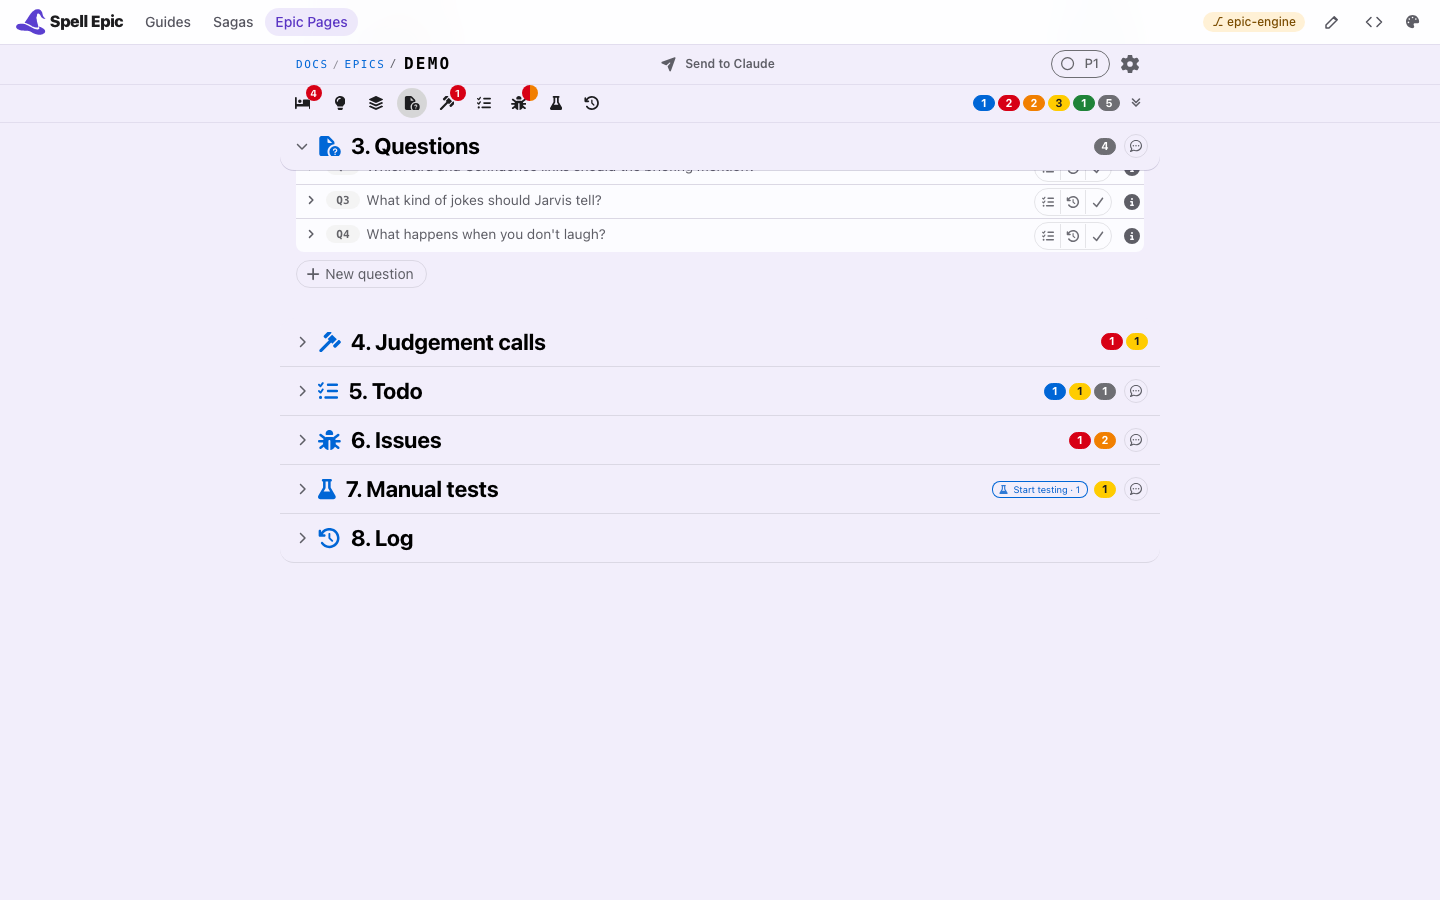 Spell Epic Guides Sagas Epic Pages epic-engine
DOCS / EPICS / DEMO Send to Claude P1
4 1 1 2 2 3 1 5
3. Questions 4
Q3 What kind of jokes should Jarvis tell?
Q4 What happens when you don't laugh?
New question
4. Judgement calls 1 1
5. Todo 1 1 1
6. Issues 1 2
7. Manual tests Start testing · 1 1
8. Log